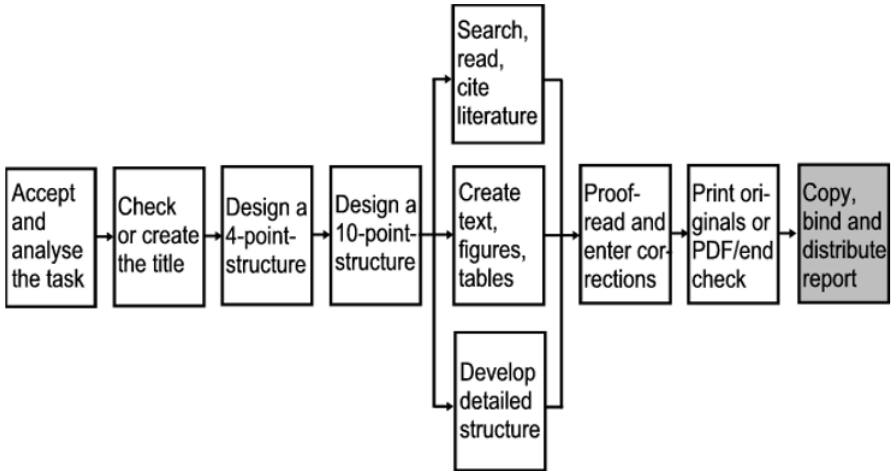 Accept
and
analyse
the task
Check
or create
the title
Design a
4-point-
structure
Design a
10-point-
structure
Search,
read,
cite
literature
Create
text,
figures,
tables
Develop
detailed
structure
Proof-
read and
enter cor-
rections
Print ori-
ginals or
PDF/end
check
Copy,
bind and
distribute
report